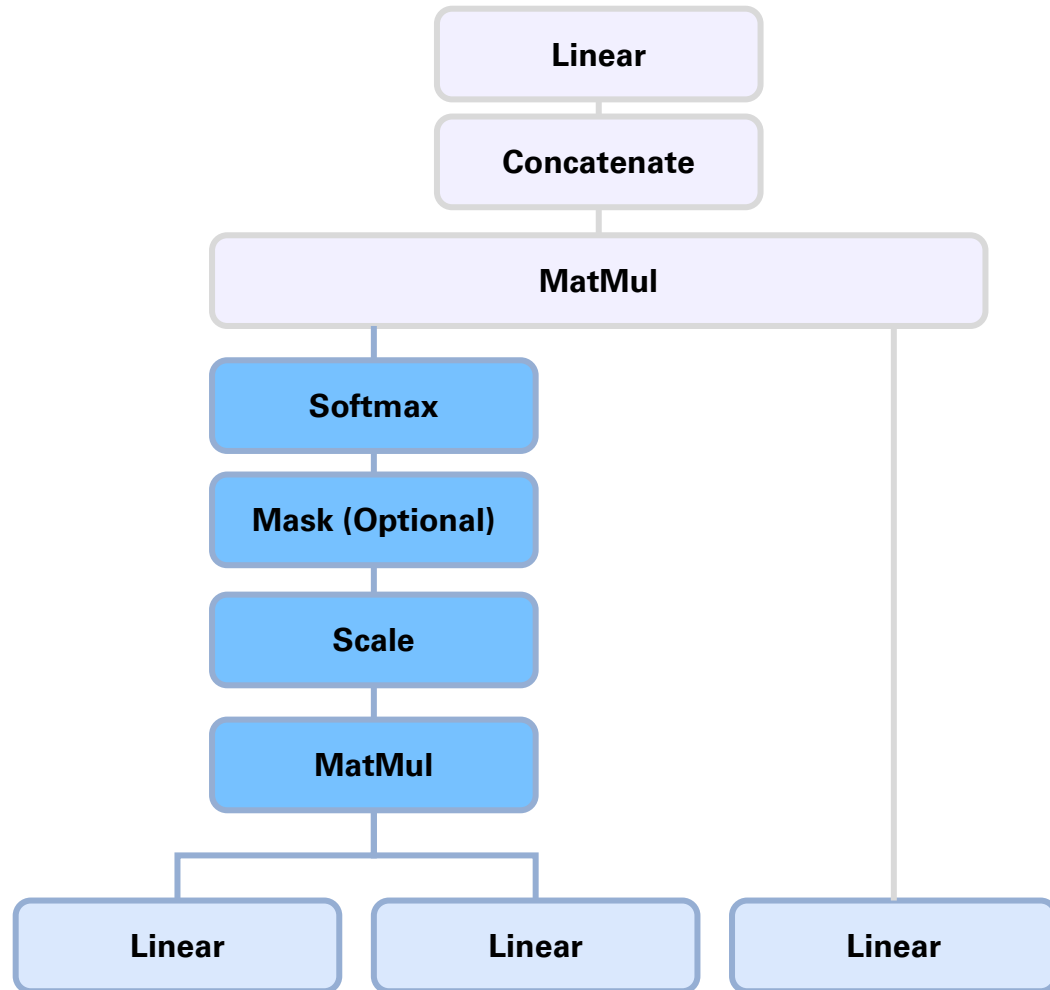 Linear
Concatenate
MatMul
Softmax
Mask (Optional)
Scale
MatMul
Linear
Linear
Linear